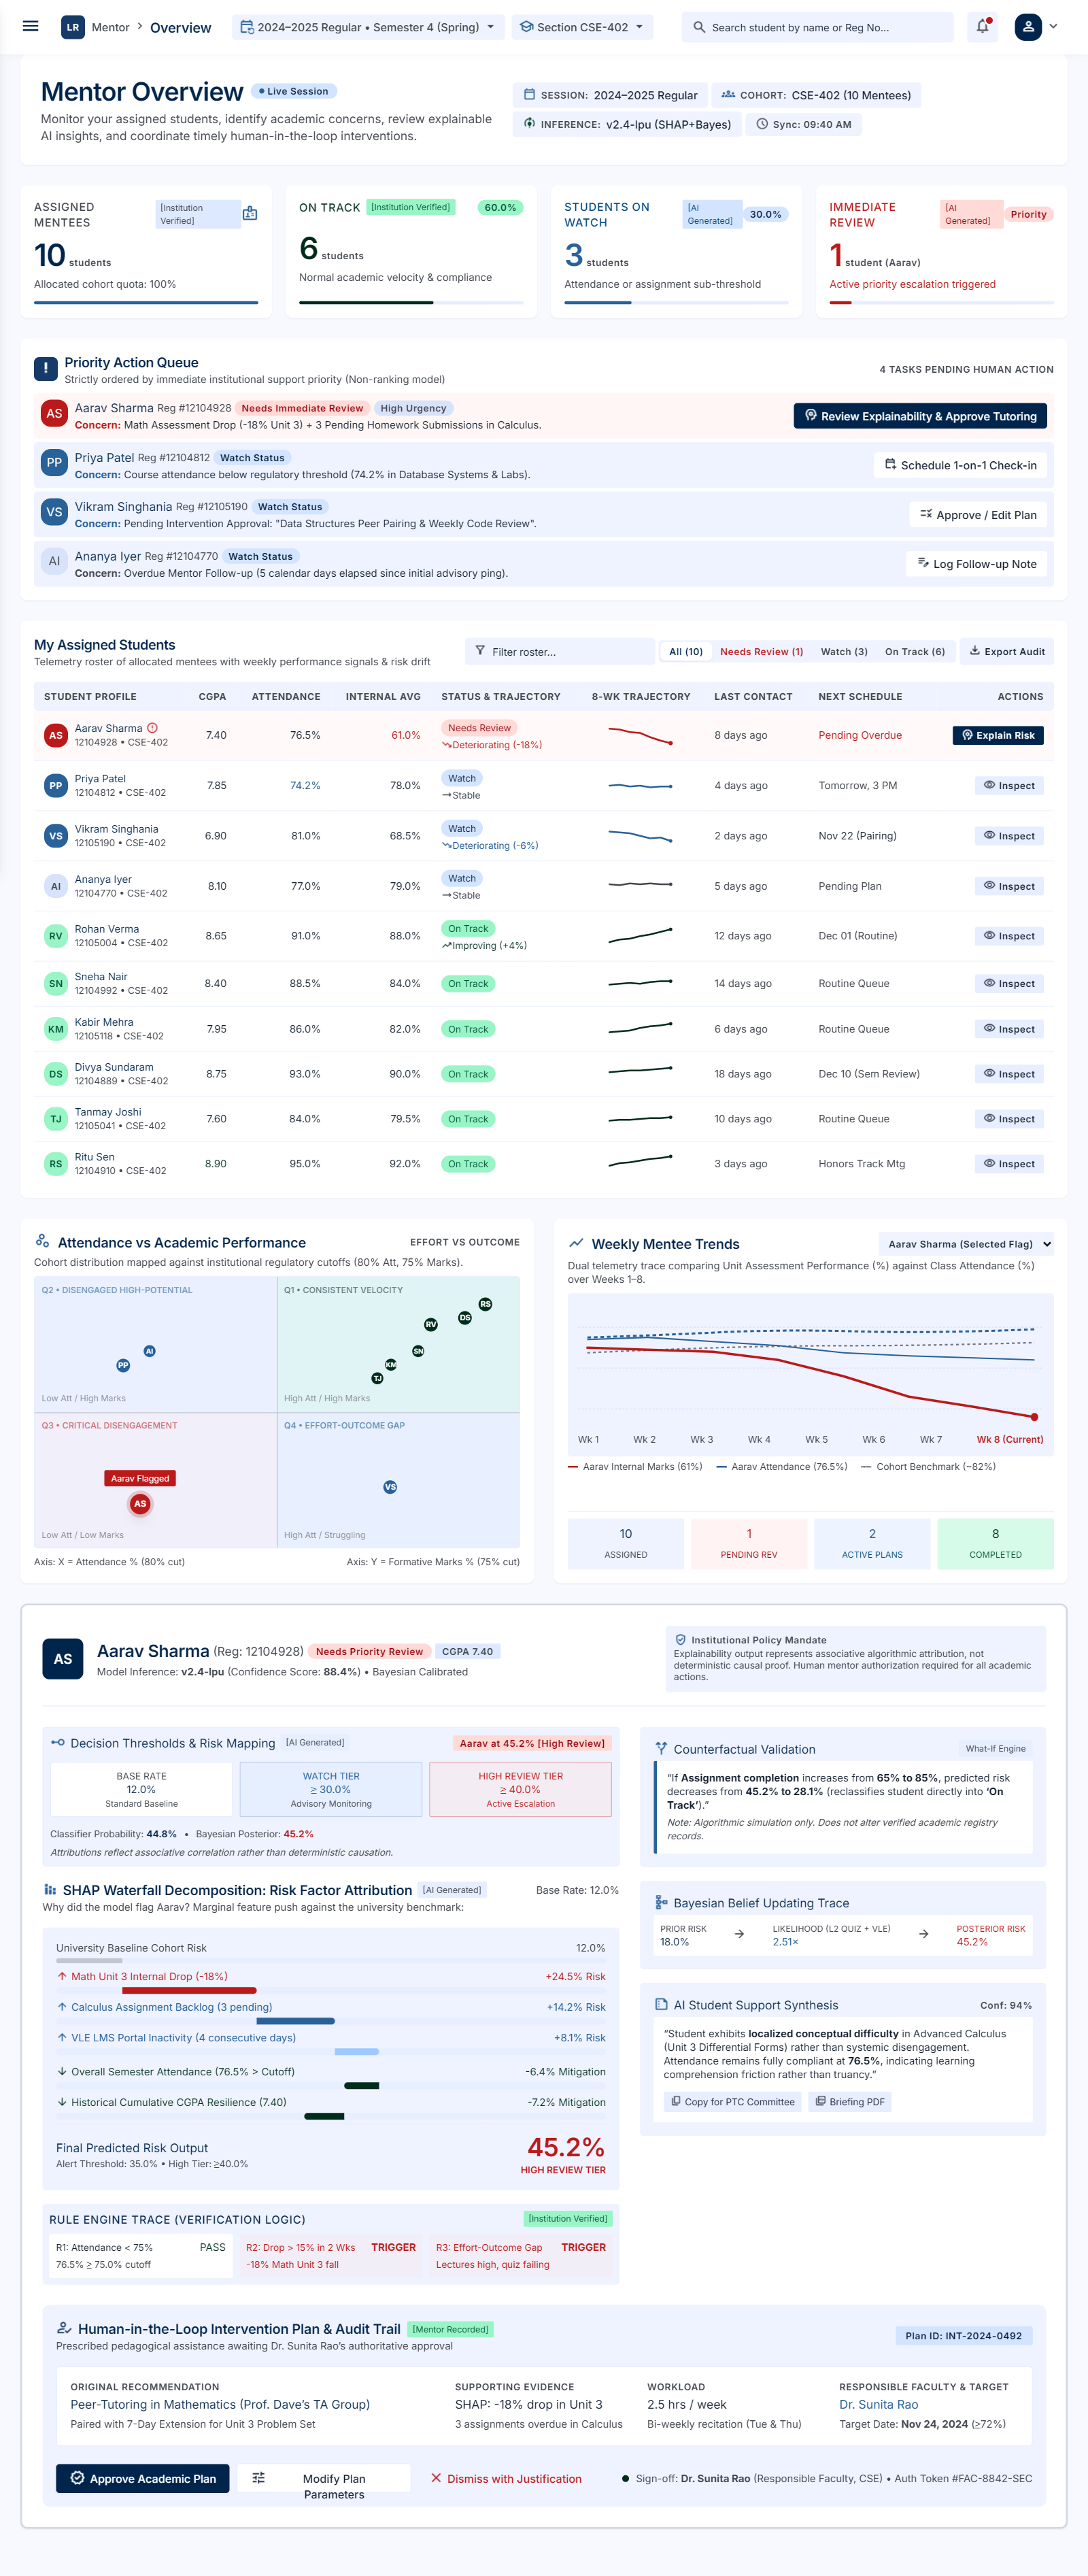 LR Mentor > Overview
2024–2025 Regular • Semester 4 (Spring)
Section CSE-402
Search student by name or Reg No...
Mentor Overview
Live Session
Monitor your assigned students, identify academic concerns, review explainable
AI insights, and coordinate timely human-in-the-loop interventions.
SESSION: 2024–2025 Regular
COHORT: CSE-402 (10 Mentees)
INFERENCE: v2.4-lpu (SHAP+Bayes)
Sync: 09:40 AM
ASSIGNED
MENTEES
[Institution
Verified]
10 students
Allocated cohort quota: 100%
ON TRACK [Institution Verified] 60.0%
6 students
Normal academic velocity & compliance
STUDENTS ON
WATCH
[AI
Generated]
30.0%
3 students
Attendance or assignment sub-threshold
IMMEDIATE
REVIEW
[AI
Generated]
Priority
1 student (Aarav)
Active priority escalation triggered
! Priority Action Queue
Strictly ordered by immediate institutional support priority (Non-ranking model)
4 TASKS PENDING HUMAN ACTION
AS Aarav Sharma Reg #12104928 Needs Immediate Review High Urgency
Concern: Math Assessment Drop (-18% Unit 3) + 3 Pending Homework Submissions in Calculus.
Review Explainability & Approve Tutoring
PP Priya Patel Reg #12104812 Watch Status
Concern: Course attendance below regulatory threshold (74.2% in Database Systems & Labs).
Schedule 1-on-1 Check-in
VS Vikram Singhania Reg #12105190 Watch Status
Concern: Pending Intervention Approval: "Data Structures Peer Pairing & Weekly Code Review".
Approve / Edit Plan
AI Ananya Iyer Reg #12104770 Watch Status
Concern: Overdue Mentor Follow-up (5 calendar days elapsed since initial advisory ping).
Log Follow-up Note
My Assigned Students
Telemetry roster of allocated mentees with weekly performance signals & risk drift
Filter roster...
All (10) Needs Review (1) Watch (3) On Track (6)
Export Audit
STUDENT PROFILE CGPA ATTENDANCE INTERNAL AVG STATUS & TRAJECTORY 8-WK TRAJECTORY LAST CONTACT NEXT SCHEDULE ACTIONS
AS Aarav Sharma
12104928 • CSE-402
7.40 76.5% 61.0% Needs Review
Deteriorating (-18%)
8 days ago Pending Overdue Explain Risk
PP Priya Patel
12104812 • CSE-402
7.85 74.2% 78.0% Watch
Stable
4 days ago Tomorrow, 3 PM Inspect
VS Vikram Singhania
12105190 • CSE-402
6.90 81.0% 68.5% Watch
Deteriorating (-6%)
2 days ago Nov 22 (Pairing) Inspect
AI Ananya Iyer
12104770 • CSE-402
8.10 77.0% 79.0% Watch
Stable
5 days ago Pending Plan Inspect
RV Rohan Verma
12105004 • CSE-402
8.65 91.0% 88.0% On Track
Improving (+4%)
12 days ago Dec 01 (Routine) Inspect
SN Sneha Nair
12104992 • CSE-402
8.40 88.5% 84.0% On Track 14 days ago Routine Queue Inspect
KM Kabir Mehra
12105118 • CSE-402
7.95 86.0% 82.0% On Track 6 days ago Routine Queue Inspect
DS Divya Sundaram
12104889 • CSE-402
8.75 93.0% 90.0% On Track 18 days ago Dec 10 (Sem Review) Inspect
TJ Tanmay Joshi
12105041 • CSE-402
7.60 84.0% 79.5% On Track 10 days ago Routine Queue Inspect
RS Ritu Sen
12104910 • CSE-402
8.90 95.0% 92.0% On Track 3 days ago Honors Track Mtg Inspect
Attendance vs Academic Performance
EFFORT VS OUTCOME
Cohort distribution mapped against institutional regulatory cutoffs (80% Att, 75% Marks).
Q2 • DISENGAGED HIGH-POTENTIAL
Q1 • CONSISTENT VELOCITY
RS
DS
RV
AI
SN
PP
KM
TJ
Low Att / High Marks
High Att / High Marks
Q3 • CRITICAL DISENGAGEMENT
Q4 • EFFORT-OUTCOME GAP
Aarav Flagged
AS
VS
Low Att / Low Marks
High Att / Struggling
Axis: X = Attendance % (80% cut)
Axis: Y = Formative Marks % (75% cut)
Weekly Mentee Trends
Aarav Sharma (Selected Flag)
Dual telemetry trace comparing Unit Assessment Performance (%) against Class Attendance (%)
over Weeks 1–8.
Wk 1 Wk 2 Wk 3 Wk 4 Wk 5 Wk 6 Wk 7 Wk 8 (Current)
Aarav Internal Marks (61%) Aarav Attendance (76.5%) Cohort Benchmark (~82%)
10 1 2 8
ASSIGNED PENDING REV ACTIVE PLANS COMPLETED
AS Aarav Sharma (Reg: 12104928) Needs Priority Review CGPA 7.40
Model Inference: v2.4-lpu (Confidence Score: 88.4%) • Bayesian Calibrated
Institutional Policy Mandate
Explainability output represents associative algorithmic attribution, not
deterministic causal proof. Human mentor authorization required for all academic
actions.
Decision Thresholds & Risk Mapping [AI Generated] Aarav at 45.2% [High Review]
BASE RATE
12.0%
Standard Baseline
WATCH TIER
≥ 30.0%
Advisory Monitoring
HIGH REVIEW TIER
≥ 40.0%
Active Escalation
Classifier Probability: 44.8% • Bayesian Posterior: 45.2%
Attributions reflect associative correlation rather than deterministic causation.
SHAP Waterfall Decomposition: Risk Factor Attribution [AI Generated] Base Rate: 12.0%
Why did the model flag Aarav? Marginal feature push against the university benchmark:
University Baseline Cohort Risk 12.0%
↑ Math Unit 3 Internal Drop (-18%) +24.5% Risk
↑ Calculus Assignment Backlog (3 pending) +14.2% Risk
↑ VLE LMS Portal Inactivity (4 consecutive days) +8.1% Risk
↓ Overall Semester Attendance (76.5% > Cutoff) -6.4% Mitigation
↓ Historical Cumulative CGPA Resilience (7.40) -7.2% Mitigation
Final Predicted Risk Output 45.2%
Alert Threshold: 35.0% • High Tier: ≥40.0% HIGH REVIEW TIER
RULE ENGINE TRACE (VERIFICATION LOGIC) [Institution Verified]
R1: Attendance < 75% PASS
76.5% ≥ 75.0% cutoff
R2: Drop > 15% in 2 Wks TRIGGER
-18% Math Unit 3 fall
R3: Effort-Outcome Gap TRIGGER
Lectures high, quiz failing
Counterfactual Validation What-If Engine
“If Assignment completion increases from 65% to 85%, predicted risk
decreases from 45.2% to 28.1% (reclassifies student directly into ‘On
Track’).”
Note: Algorithmic simulation only. Does not alter verified academic registry
records.
Bayesian Belief Updating Trace
PRIOR RISK → LIKELIHOOD (L2 QUIZ + VLE) → POSTERIOR RISK
18.0% 2.51× 45.2%
AI Student Support Synthesis Conf: 94%
“Student exhibits localized conceptual difficulty in Advanced Calculus
(Unit 3 Differential Forms) rather than systemic disengagement.
Attendance remains fully compliant at 76.5%, indicating learning
comprehension friction rather than truancy.”
Copy for PTC Committee Briefing PDF
Human-in-the-Loop Intervention Plan & Audit Trail [Mentor Recorded]
Prescribed pedagogical assistance awaiting Dr. Sunita Rao’s authoritative approval
Plan ID: INT-2024-0492
ORIGINAL RECOMMENDATION
Peer-Tutoring in Mathematics (Prof. Dave’s TA Group)
Paired with 7-Day Extension for Unit 3 Problem Set
SUPPORTING EVIDENCE
SHAP: -18% drop in Unit 3
3 assignments overdue in Calculus
WORKLOAD
2.5 hrs / week
Bi-weekly recitation (Tue & Thu)
RESPONSIBLE FACULTY & TARGET
Dr. Sunita Rao
Target Date: Nov 24, 2024 (≥72%)
Approve Academic Plan
Modify Plan
Parameters
Dismiss with Justification
Sign-off: Dr. Sunita Rao (Responsible Faculty, CSE) • Auth Token #FAC-8842-SEC